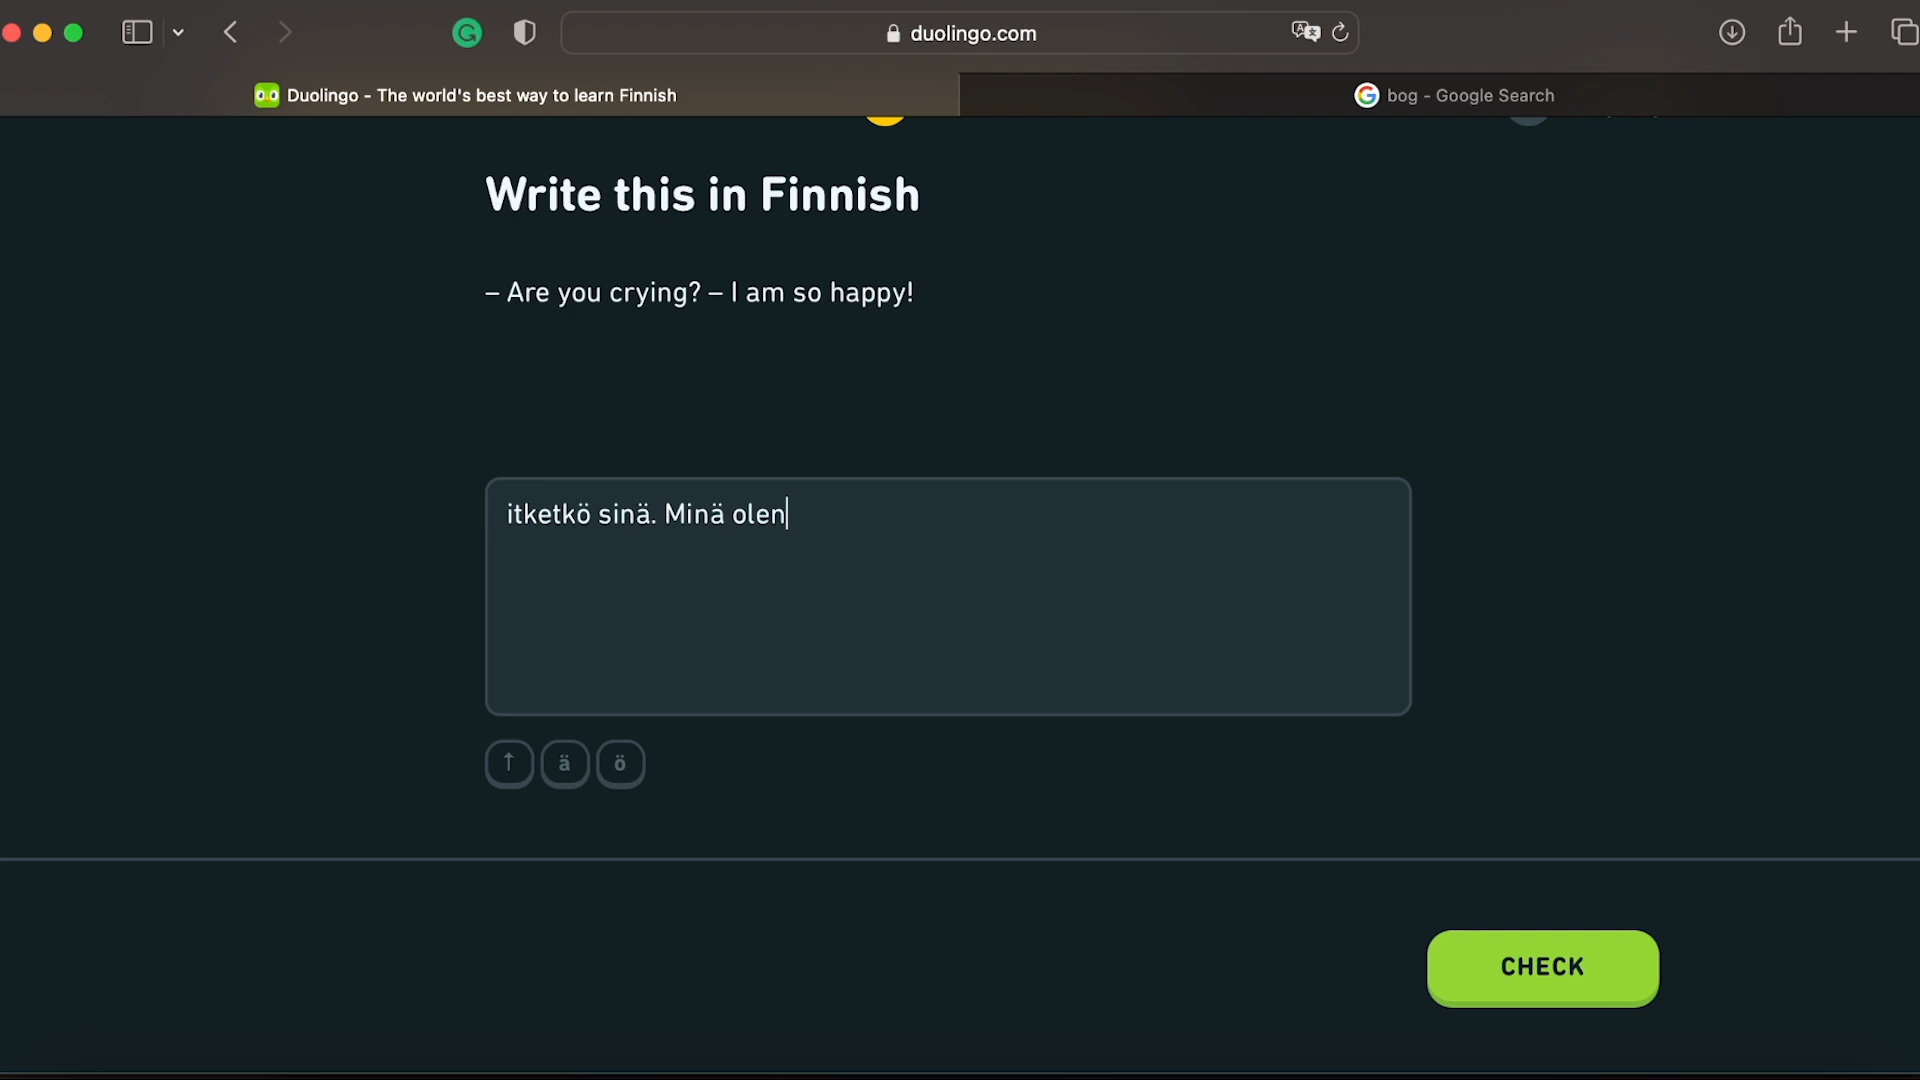 duolingo.com
Duolingo - The world's best way to learn Finnish
bog - Google Search
Write this in Finnish
– Are you crying? – I am so happy!
itketkö sinä. Minä olen
↑ ä ö
CHECK